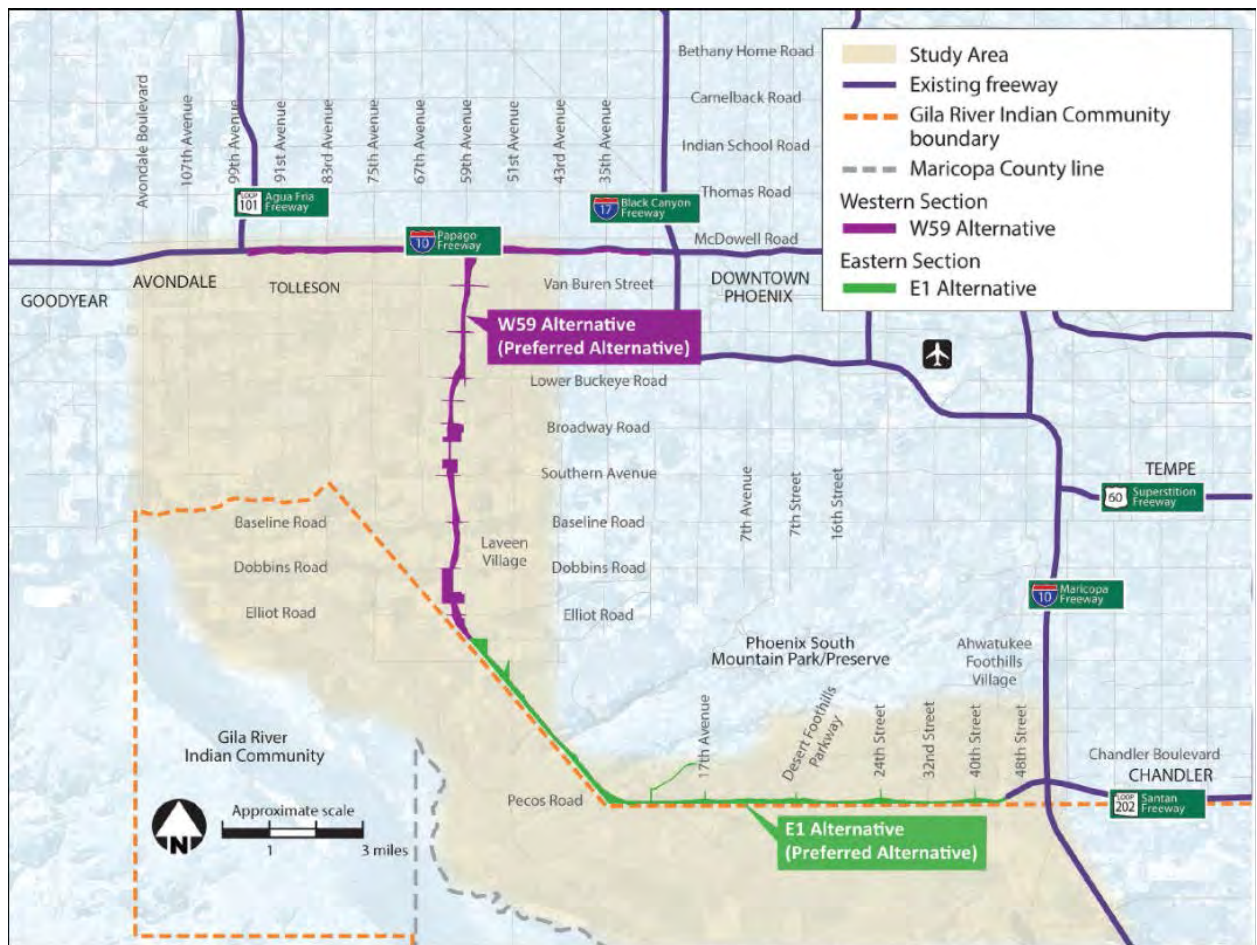 Avondale Boulevard
107th Avenue
99th Avenue
91st Avenue
83rd Avenue
75th Avenue
67th Avenue
59th Avenue
51st Avenue
43rd Avenue
35th Avenue
Bethany Home Road
Camelback Road
Indian School Road
Thomas Road
McDowell Road
Study Area
Existing freeway
Gila River Indian Community
boundary
Maricopa County line
Western Section
W59 Alternative
Eastern Section
E1 Alternative
LOOP
101
Agua Fria
Freeway
17
Black Canyon
Freeway
10
Papago
Freeway
GOODYEAR
AVONDALE
TOLLESON
Van Buren Street
DOWNTOWN
PHOENIX
W59 Alternative
(Preferred Alternative)
Lower Buckeye Road
Broadway Road
Southern Avenue
Baseline Road
Dobbins Road
Elliot Road
Laveen
Village
Baseline Road
Dobbins Road
Elliot Road
7th Avenue
7th Street
16th Street
TEMPE
60
Superstition
Freeway
10
Maricopa
Freeway
Phoenix South
Mountain Park/Preserve
Ahwatukee
Foothills
Village
Gila River
Indian Community
17th Avenue
Desert Foothills
Parkway
24th Street
32nd Street
40th Street
48th Street
Chandler Boulevard
CHANDLER
LOOP
202
Santan
Freeway
Pecos Road
E1 Alternative
(Preferred Alternative)
N
Approximate scale
1
3 miles